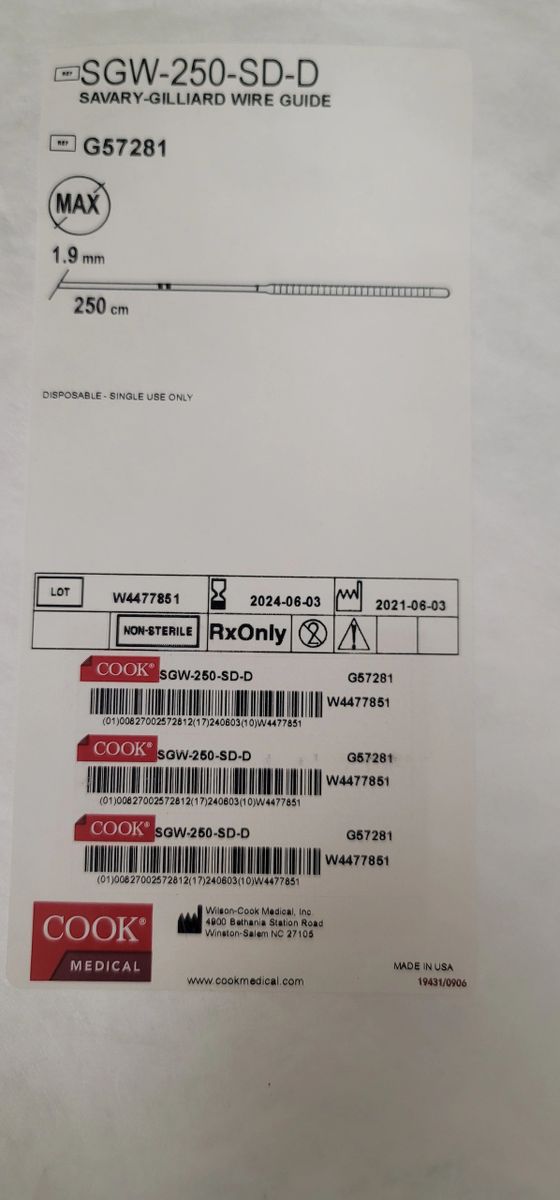 REF SGW-250-SD-D
SAVARY-GILLIARD WIRE GUIDE
REF G57281
MAX
1.9 mm
250 cm
DISPOSABLE - SINGLE USE ONLY
LOT W4477851 2024-06-03 2021-06-03
NON-STERILE RxOnly 2
COOK® SGW-250-SD-D G57281
W4477851
(01)00827002572812(17)240603(10)W4477851
COOK® SGW-250-SD-D G57281
W4477851
(01)00827002572812(17)240603(10)W4477851
COOK® SGW-250-SD-D G57281
W4477851
(01)00827002572812(17)240603(10)W4477851
COOK®
MEDICAL
Wilson-Cook Medical, Inc.
4900 Bethania Station Road
Winston-Salem NC 27105
www.cookmedical.com
MADE IN USA
19431/0906